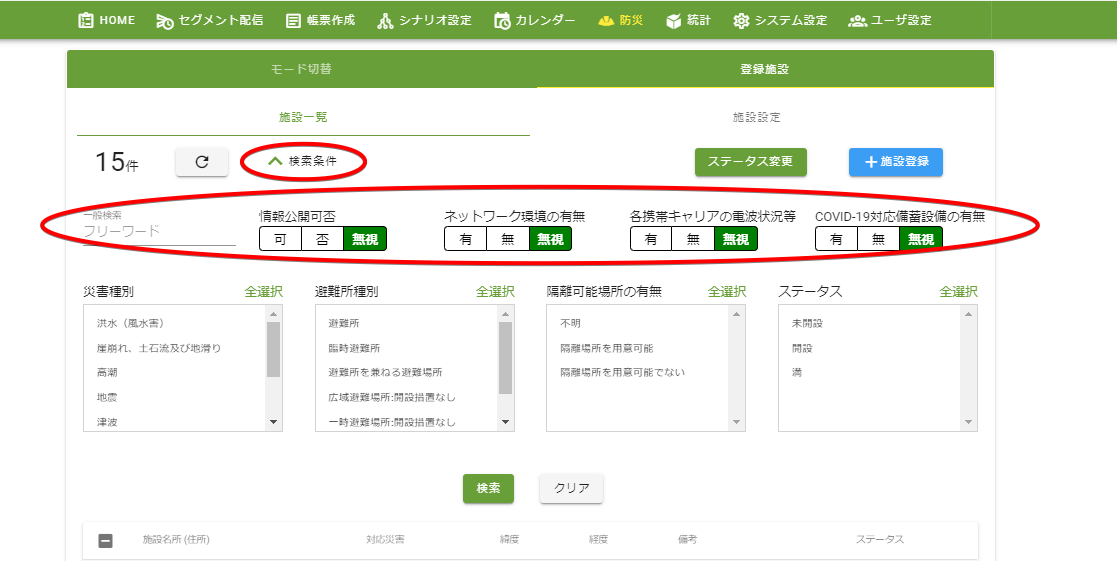 HOME セグメント配信 帳票作成 シナリオ設定 カレンダー 防災 統計 システム設定 ユーザ設定
モード切替 登録施設
施設一覧 施設設定
15件 検索条件 ステータス変更 +施設登録
一般検索 情報公開可否 ネットワーク環境の有無 各携帯キャリアの電波状況等 COVID-19対応備蓄設備の有無
フリーワード 可 否 無視 有 無 無視 有 無 無視 有 無 無視
災害種別 全選択 避難所種別 全選択 隔離可能場所の有無 全選択 ステータス 全選択
洪水（風水害） 避難所 不明 未開設
崖崩れ、土石流及び地滑り 臨時避難所 隔離場所を用意可能 開設
高潮 避難所を兼ねる避難場所 隔離場所を用意可能でない 満
地震 広域避難場所:開設措置なし
津波 一時避難場所:開設措置なし
検索 クリア
施設名所 (住所) 対応災害 緯度 経度 備考 ステータス